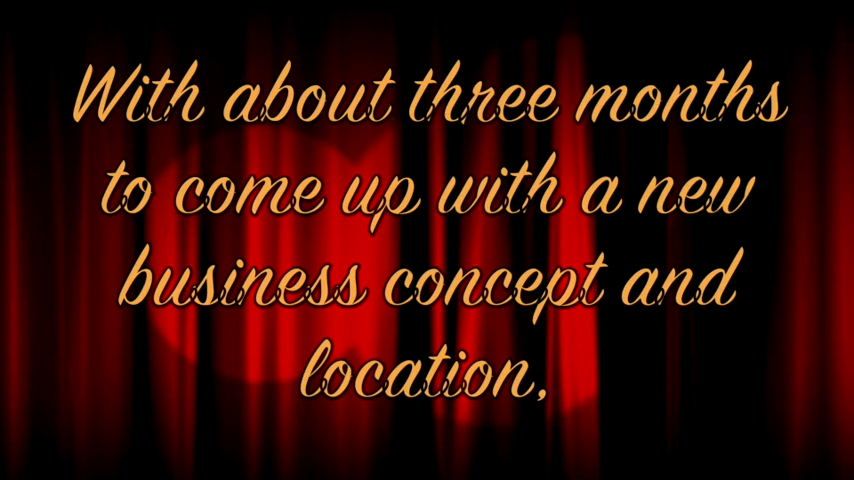 With about three months
to come up with a new
business concept and
location,